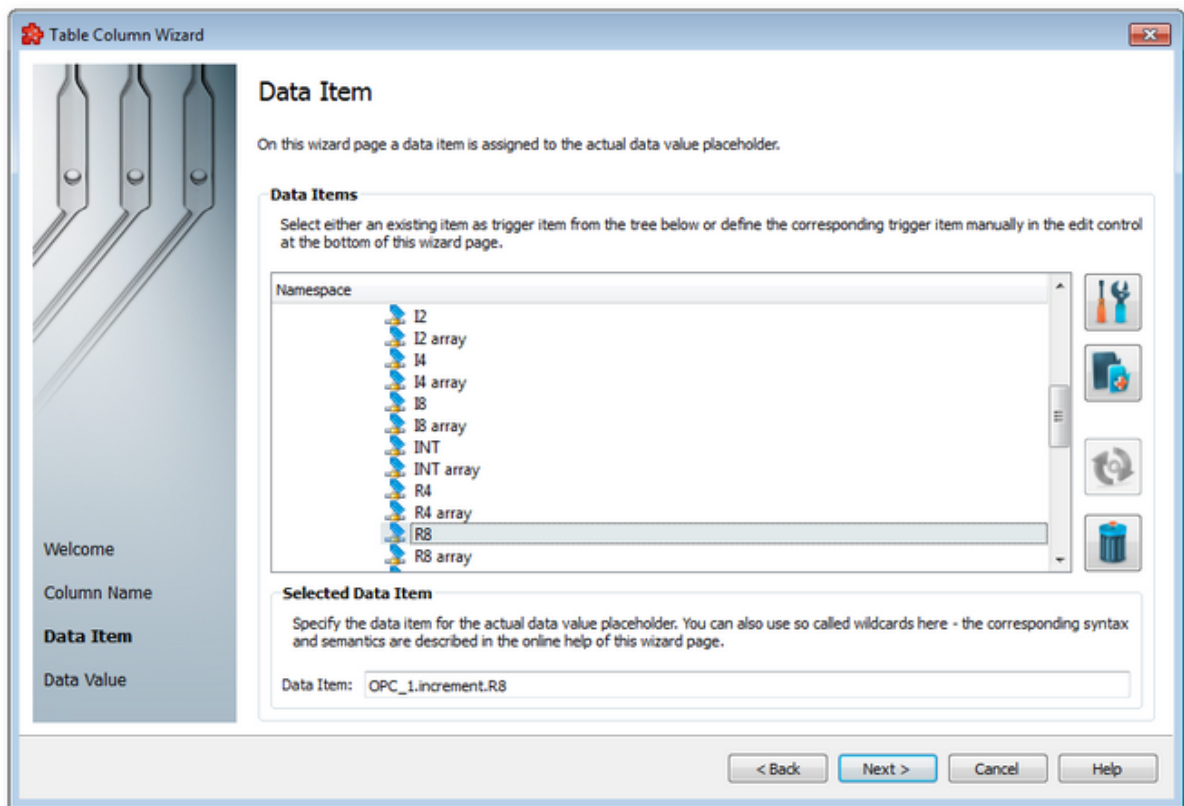 Table Column Wizard
Data Item
On this wizard page a data item is assigned to the actual data value placeholder.
Data Items
Select either an existing item as trigger item from the tree below or define the corresponding trigger item manually in the edit control
at the bottom of this wizard page.
Namespace
I2
I2 array
I4
I4 array
I8
I8 array
INT
INT array
R4
R4 array
R8
R8 array
Welcome
Column Name
Data Item
Data Value
Selected Data Item
Specify the data item for the actual data value placeholder. You can also use so called wildcards here - the corresponding syntax
and semantics are described in the online help of this wizard page.
Data Item: OPC_1.increment.R8
< Back Next > Cancel Help